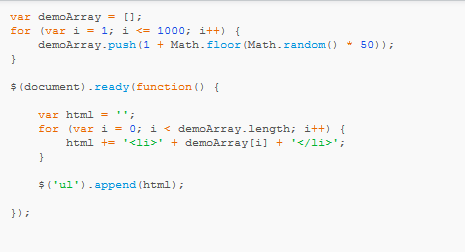 var demoArray = [];
for (var i = 1; i <= 1000; i++) {
    demoArray.push(1 + Math.floor(Math.random() * 50));
}

$(document).ready(function() {

    var html = '';
    for (var i = 0; i < demoArray.length; i++) {
        html += '<li>' + demoArray[i] + '</li>';
    }

    $('ul').append(html);

});